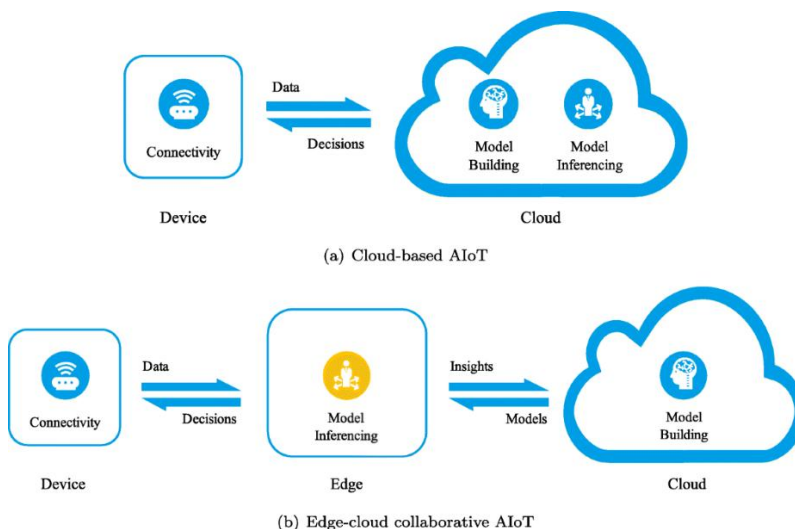 Data
Connectivity
Decisions
Model
Building
Model
Inferencing
Device
Cloud
(a) Cloud-based AIoT
Data
Connectivity
Decisions
Model
Inferencing
Insights
Models
Model
Building
Device
Edge
Cloud
(b) Edge-cloud collaborative AIoT